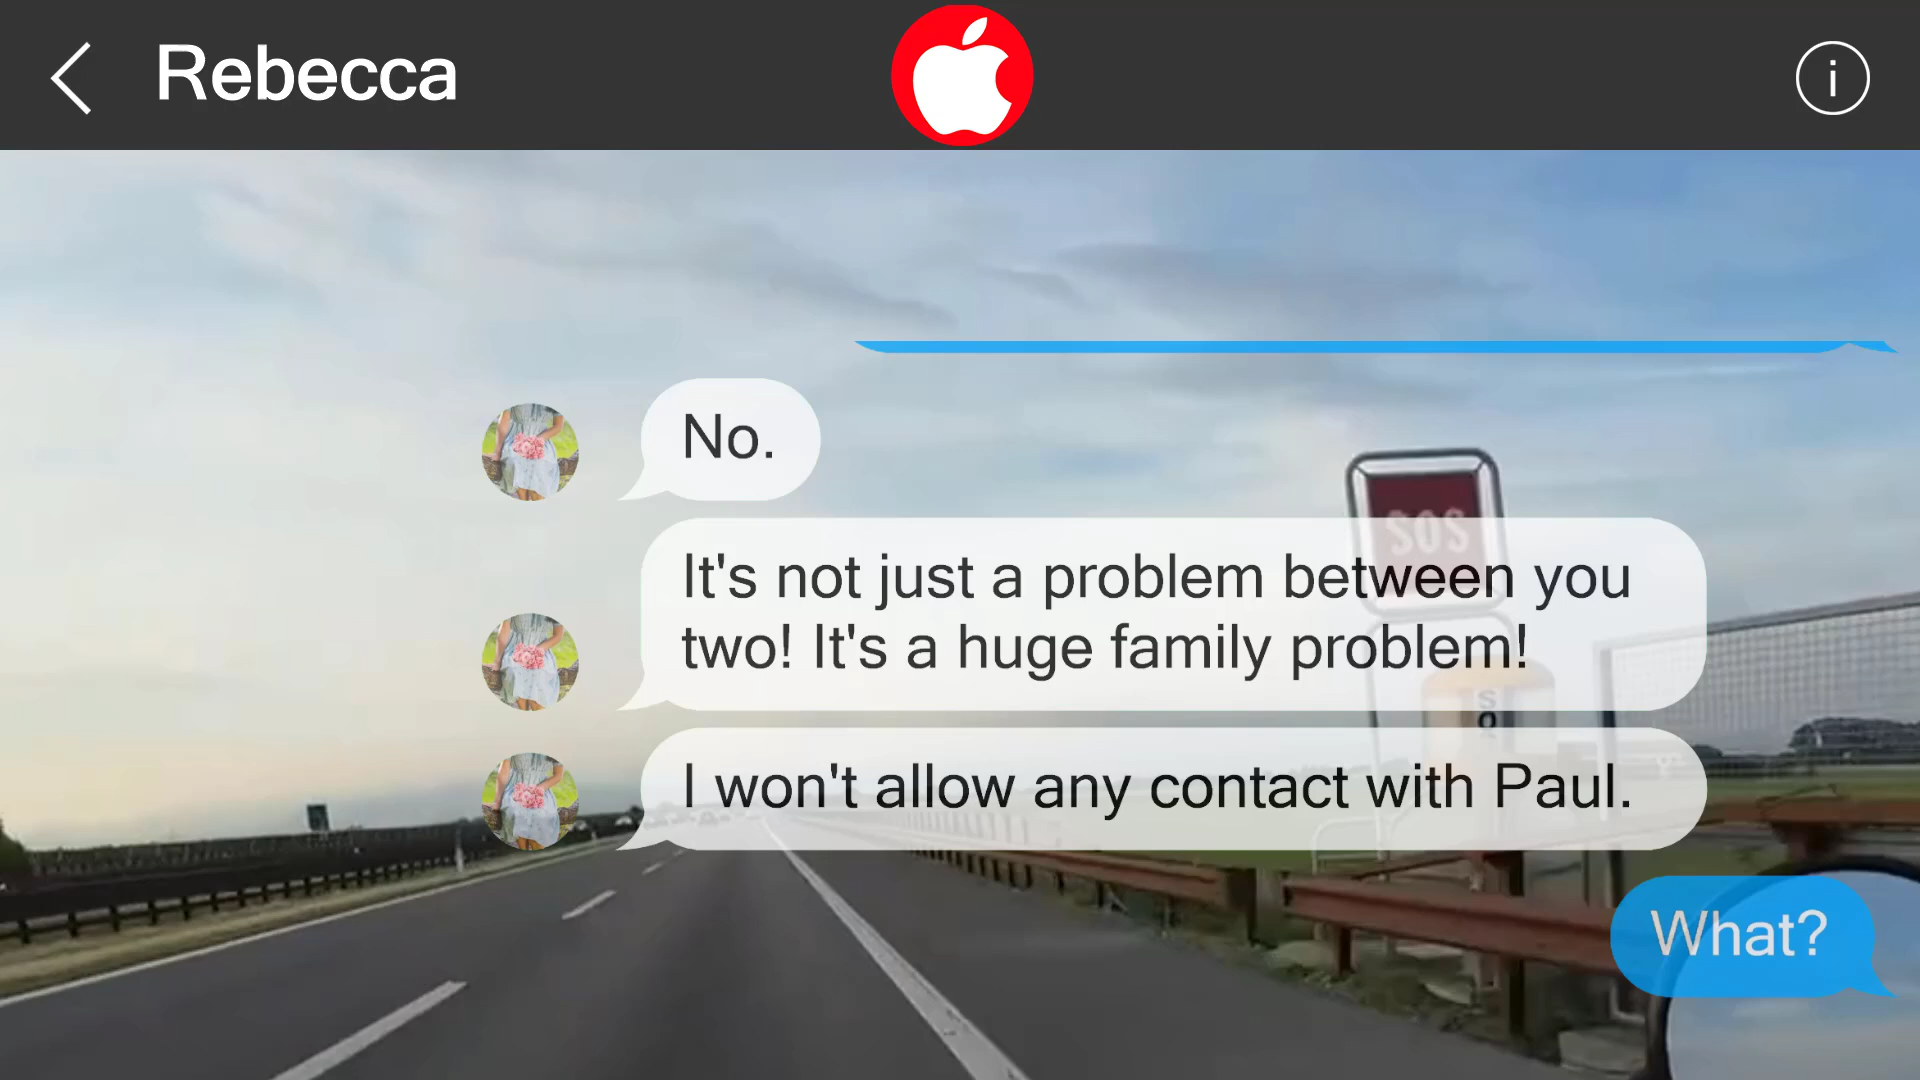 Rebecca
i
No.
SOS
It's not just a problem between you
two! It's a huge family problem!
I won't allow any contact with Paul.
What?